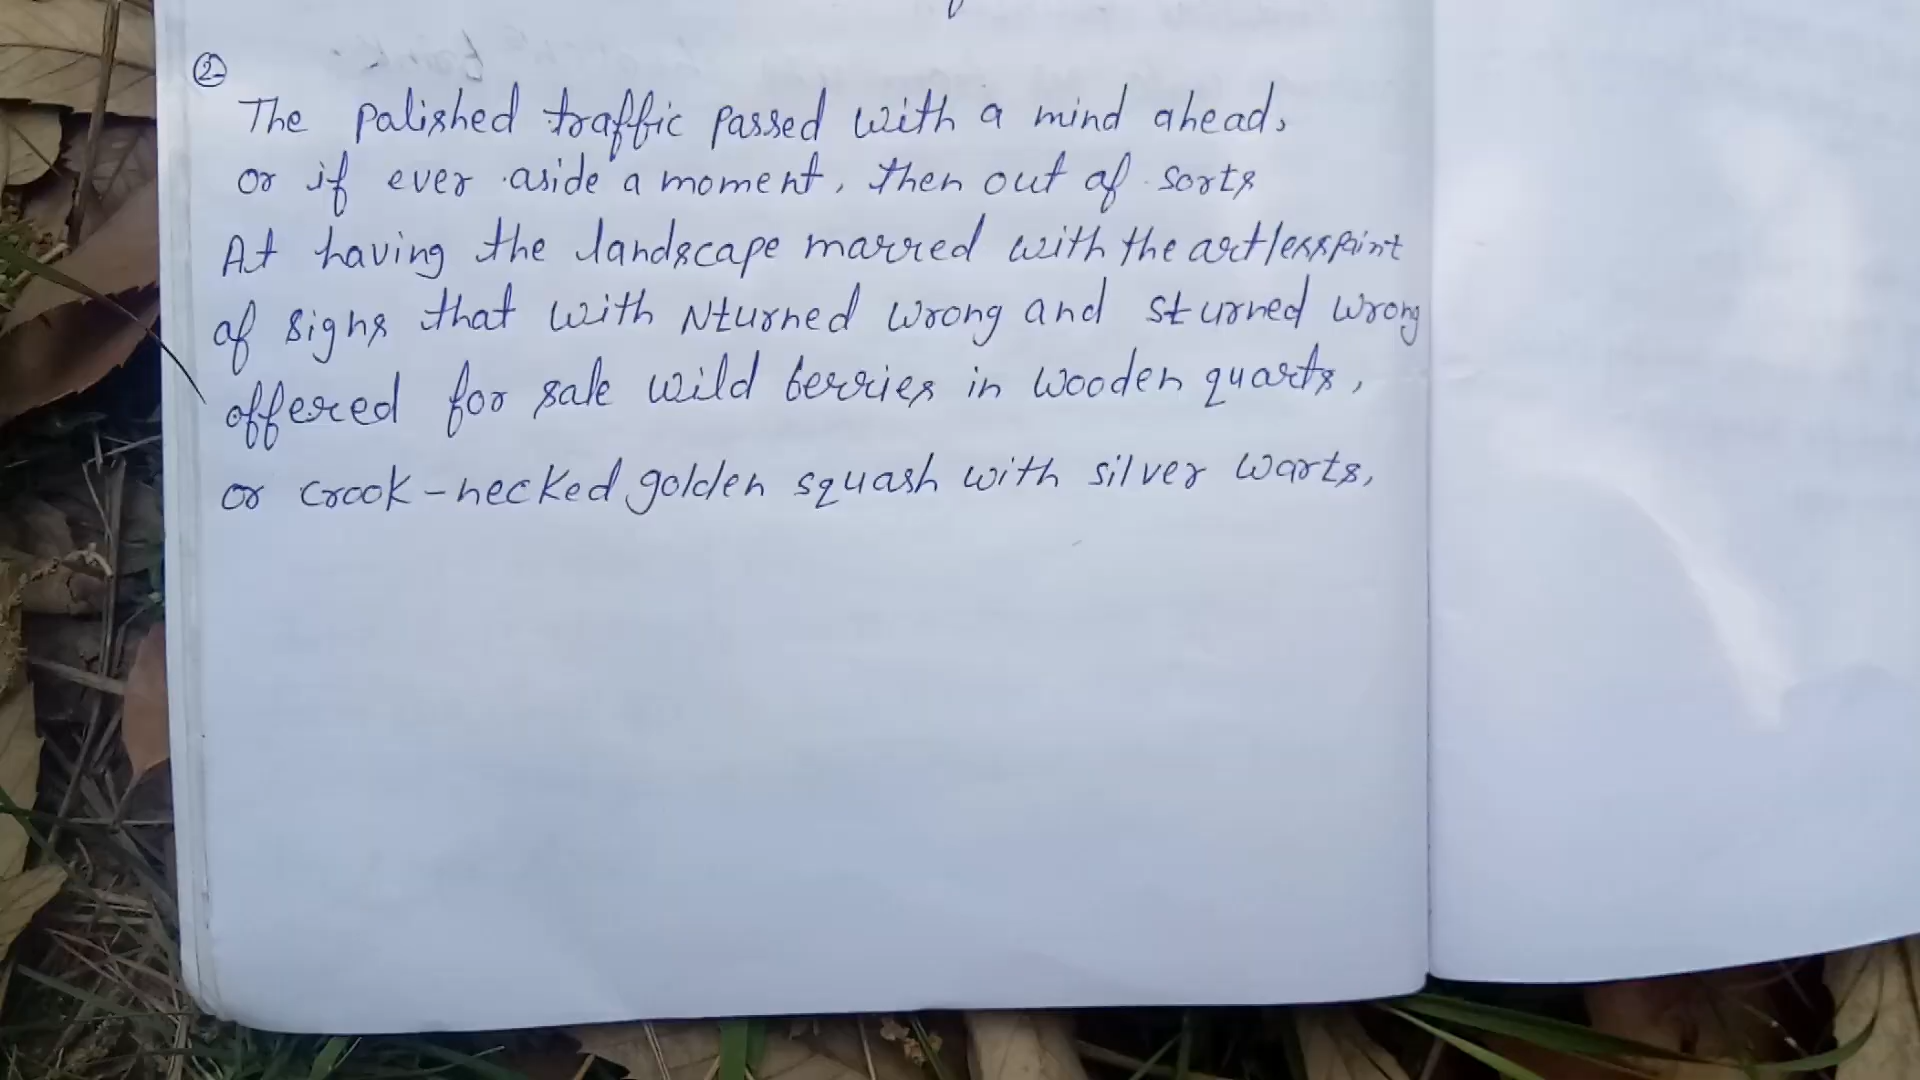 ②
The palished traffic passed with a mind ahead,
or if ever aside a moment, then out of sorts
At having the landscape marred with the artless paint
of signs that with Nturned wrong and sturned wrong
offered for sale wild berries in wooden quarts,
or crook-necked golden squash with silver warts,